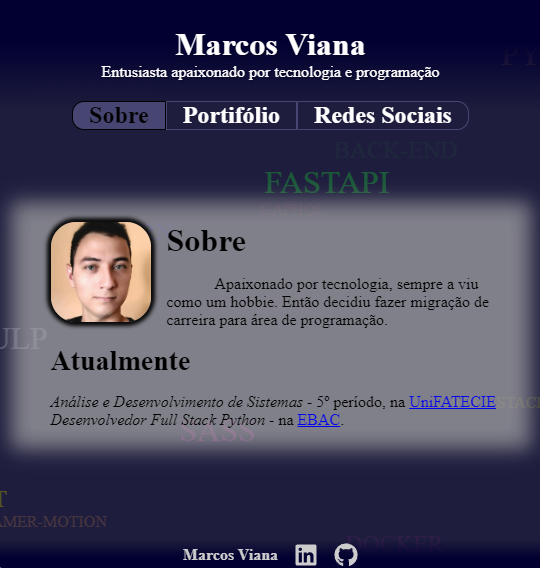 Marcos Viana
Entusiasta apaixonado por tecnologia e programação
PY
Sobre
Portifólio
Redes Sociais
BACK-END
FASTAPI
Sobre
Apaixonado por tecnologia, sempre a viu
como um hobbie. Então decidiu fazer migração de
carreira para área de programação.
ULP
Atualmente
Análise e Desenvolvimento de Sistemas - 5º período, na UniFATECIE
STACK
Desenvolvedor Full Stack Python - na EBAC.
SASS
T
AMER-MOTION
DOCKER
Marcos Viana